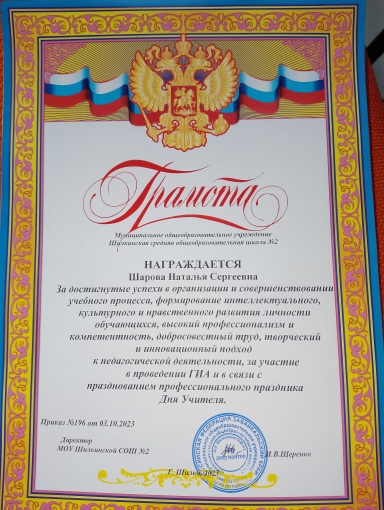 Грамота
Муниципальное общеобразовательное учреждение
Шилкинская средняя общеобразовательная школа №2
НАГРАЖДАЕТСЯ
Шарова Наталья Сергеевна
За достигнутые успехи в организации и совершенствовании
учебного процесса, формирование интеллектуального,
культурного и нравственного развития личности
обучающихся, высокий профессионализм и
компетентность, добросовестный труд, творческий
и инновационный подход
к педагогической деятельности, за участие
в проведении ГИА и в связи с
празднованием профессионального праздника
Дня Учителя.
Приказ №196 от 03.10.2023
Директор
МОУ Шилкинской СОШ №2
И.В.Щеренко
документов
Г. Шилка, 2023